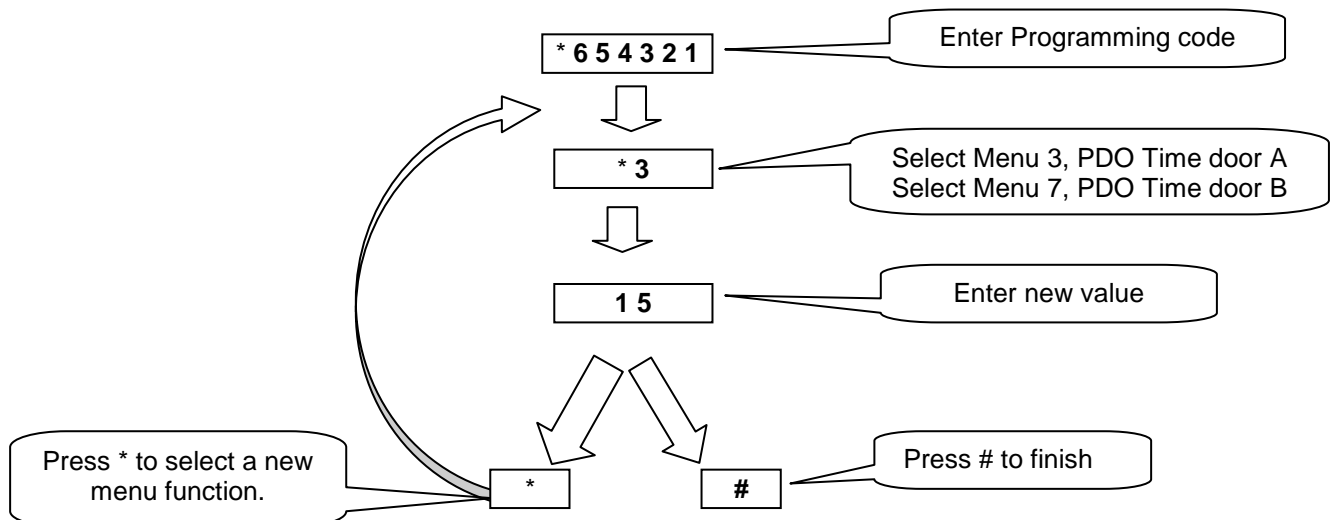 * 6 5 4 3 2 1
Enter Programming code
* 3
Select Menu 3, PDO Time door A
Select Menu 7, PDO Time door B
1 5
Enter new value
Press * to select a new
menu function.
*
#
Press # to finish